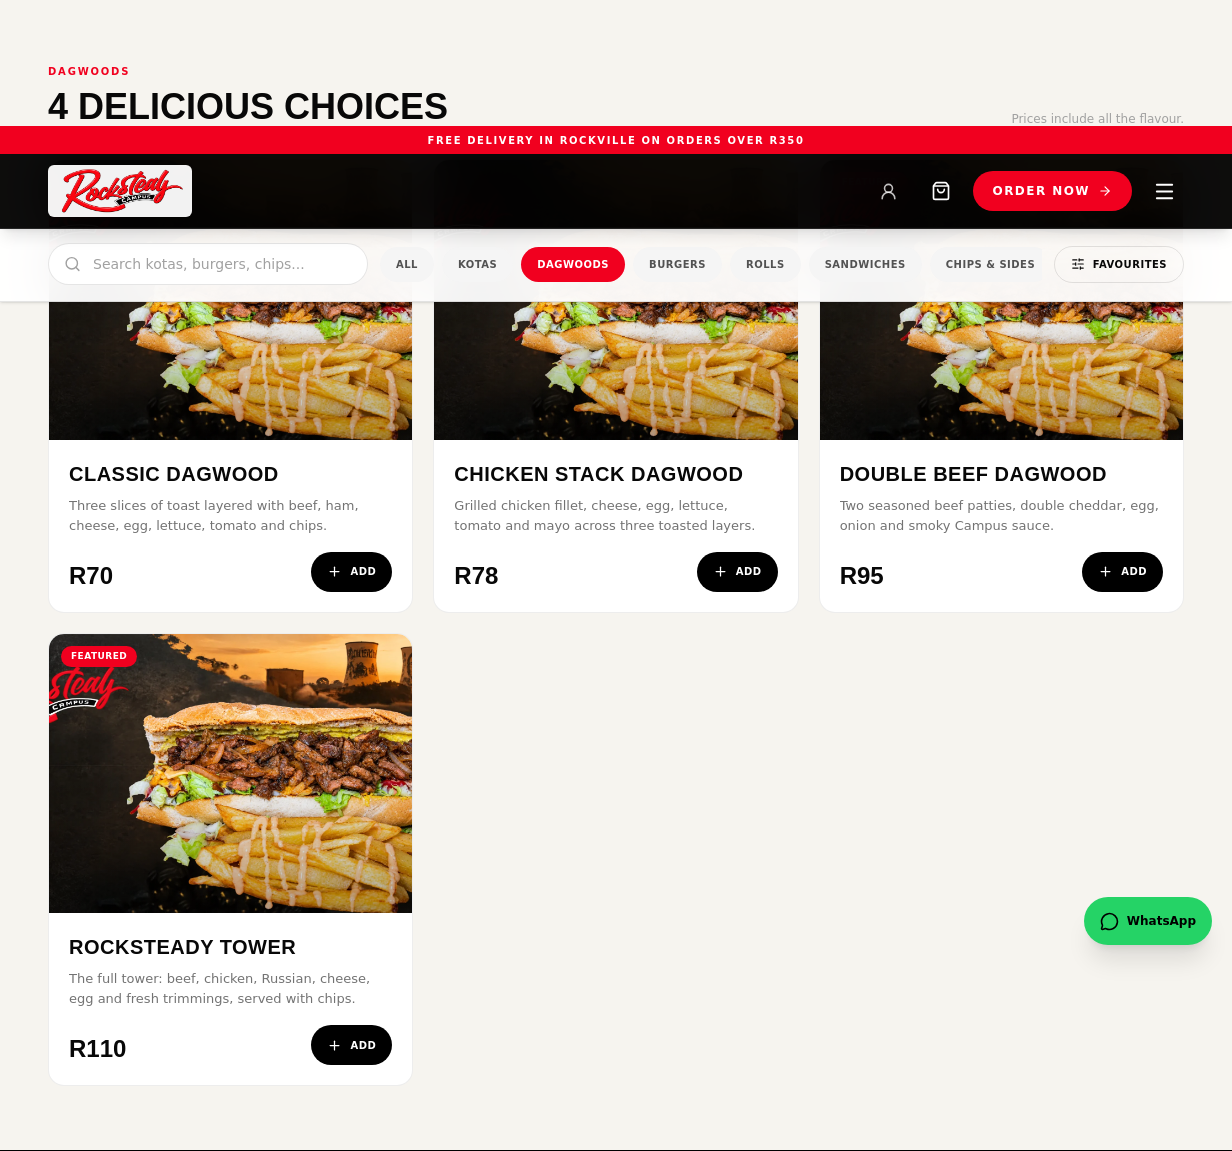 DAGWOODS
4 DELICIOUS CHOICES
Prices include all the flavour.
FREE DELIVERY IN ROCKVILLE ON ORDERS OVER R350
Rocksteady
CAMPUS
ORDER NOW
Search kotas, burgers, chips...
ALL
KOTAS
DAGWOODS
BURGERS
ROLLS
SANDWICHES
CHIPS & SIDES
FAVOURITES
CLASSIC DAGWOOD
Three slices of toast layered with beef, ham,
cheese, egg, lettuce, tomato and chips.
R70
ADD
CHICKEN STACK DAGWOOD
Grilled chicken fillet, cheese, egg, lettuce,
tomato and mayo across three toasted layers.
R78
ADD
DOUBLE BEEF DAGWOOD
Two seasoned beef patties, double cheddar, egg,
onion and smoky Campus sauce.
R95
ADD
FEATURED
steady
CAMPUS
ROCKSTEADY TOWER
The full tower: beef, chicken, Russian, cheese,
egg and fresh trimmings, served with chips.
R110
ADD
WhatsApp